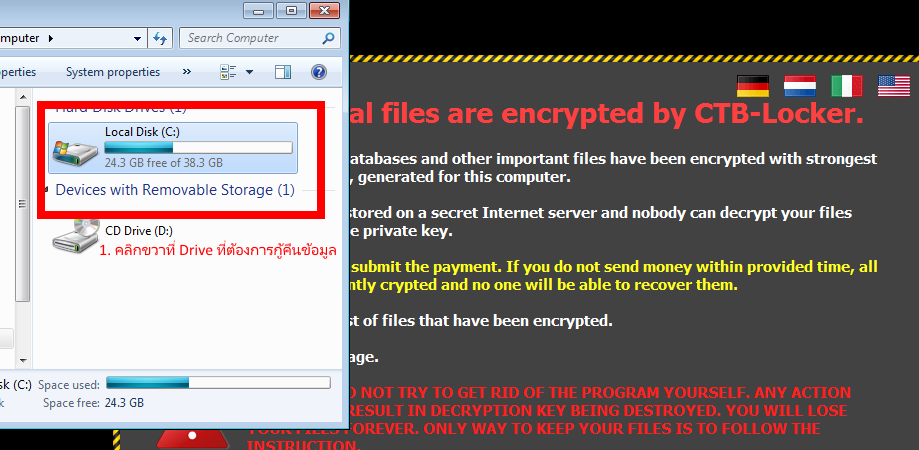 mputer
Search Computer
perties
System properties
»
Hard Disk Drives (1)
Local Disk (C:)
24.3 GB free of 38.3 GB
Devices with Removable Storage (1)
CD Drive (D:)
1. คลิกขวาที่ Drive ที่ต้องการกู้คืนข้อมูล
sk (C:) Space used:
k Space free: 24.3 GB
al files are encrypted by CTB-Locker.
atabases and other important files have been encrypted with strongest
, generated for this computer.
stored on a secret Internet server and nobody can decrypt your files
e private key.
submit the payment. If you do not send money within provided time, all
ntly crypted and no one will be able to recover them.
st of files that have been encrypted.
age.
O NOT TRY TO GET RID OF THE PROGRAM YOURSELF. ANY ACTION
RESULT IN DECRYPTION KEY BEING DESTROYED. YOU WILL LOSE
YOUR FILES FOREVER. ONLY WAY TO KEEP YOUR FILES IS TO FOLLOW THE
INSTRUCTION.